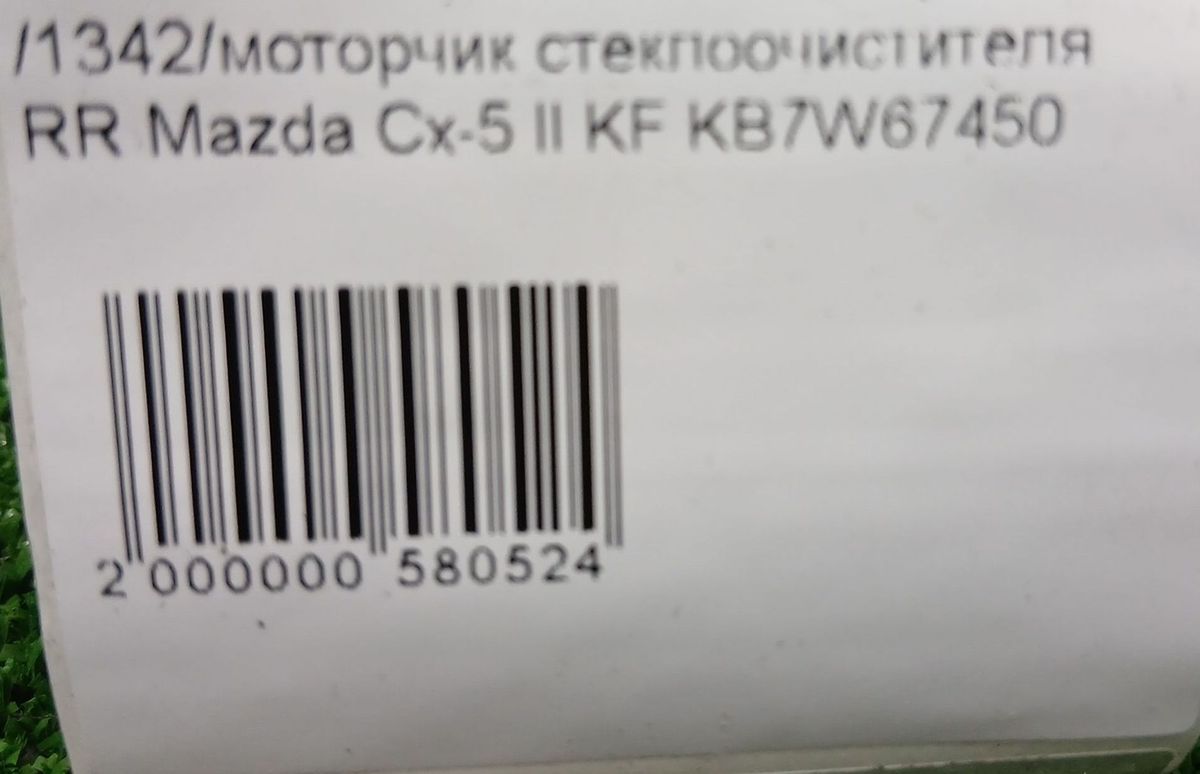 /1342/моторчик стеклоочистителя
RR Mazda Cx-5 II KF KB7W67450
2 000000 580524